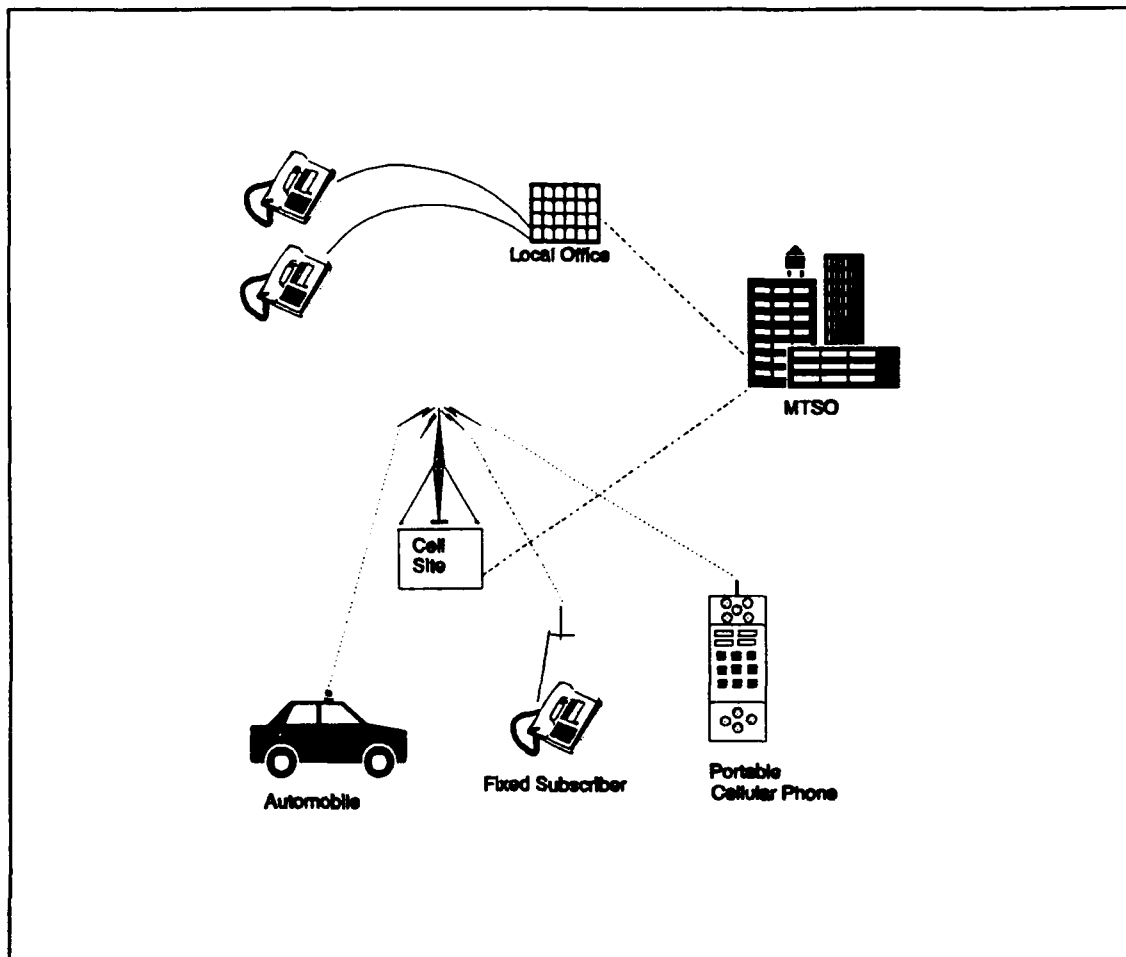 Local Office
MTSO
Cell
Site
Automobile
Fixed Subscriber
Portable
Cellular Phone